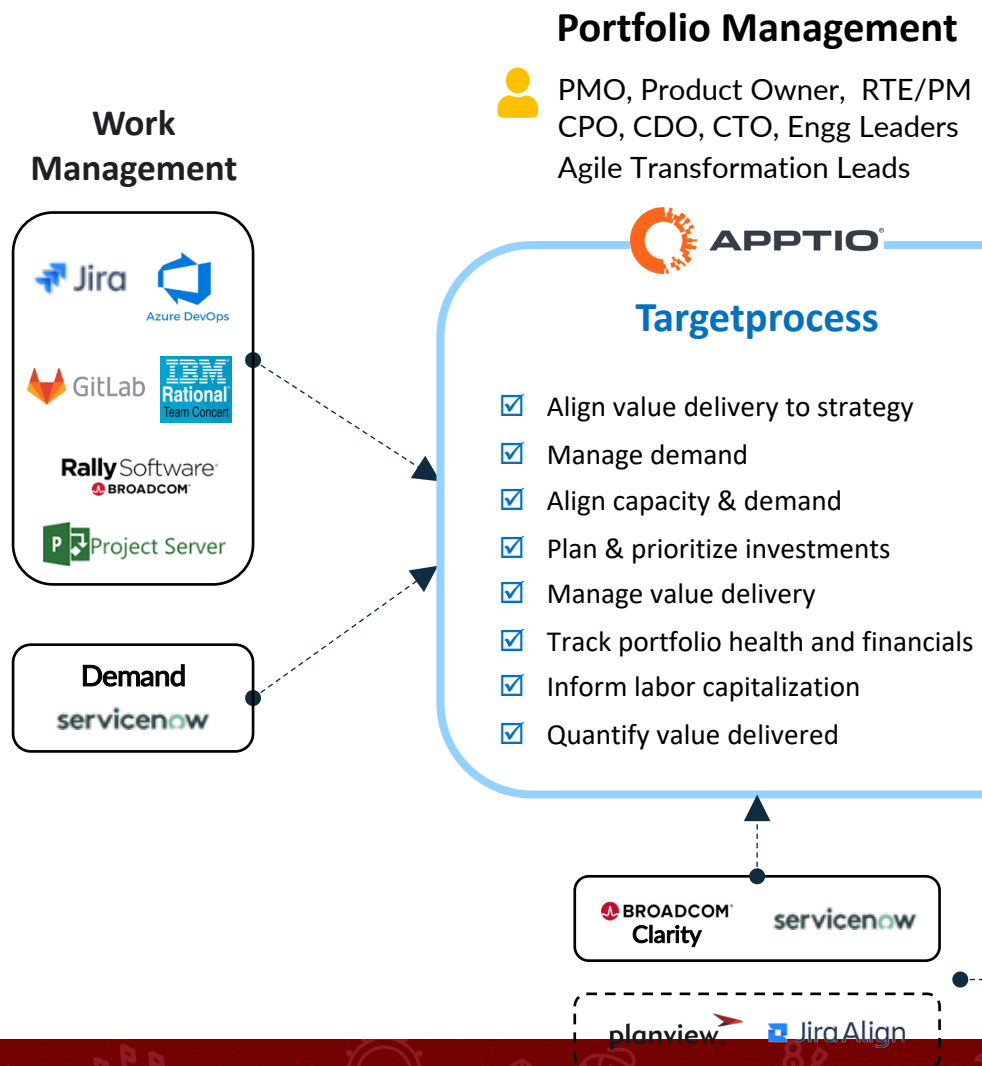 Portfolio Management
PMO, Product Owner, RTE/PM
CPO, CDO, CTO, Engg Leaders
Agile Transformation Leads
Work
Management
Jira
Azure DevOps
GitLab
IBM
Rational
Team Concert
Rally Software
BROADCOM
P
Project Server
Demand
servicenow
APPTIO
Targetprocess
Align value delivery to strategy
Manage demand
Align capacity & demand
Plan & prioritize investments
Manage value delivery
Track portfolio health and financials
Inform labor capitalization
Quantify value delivered
BROADCOM
Clarity
servicenow
planview
Jira Align